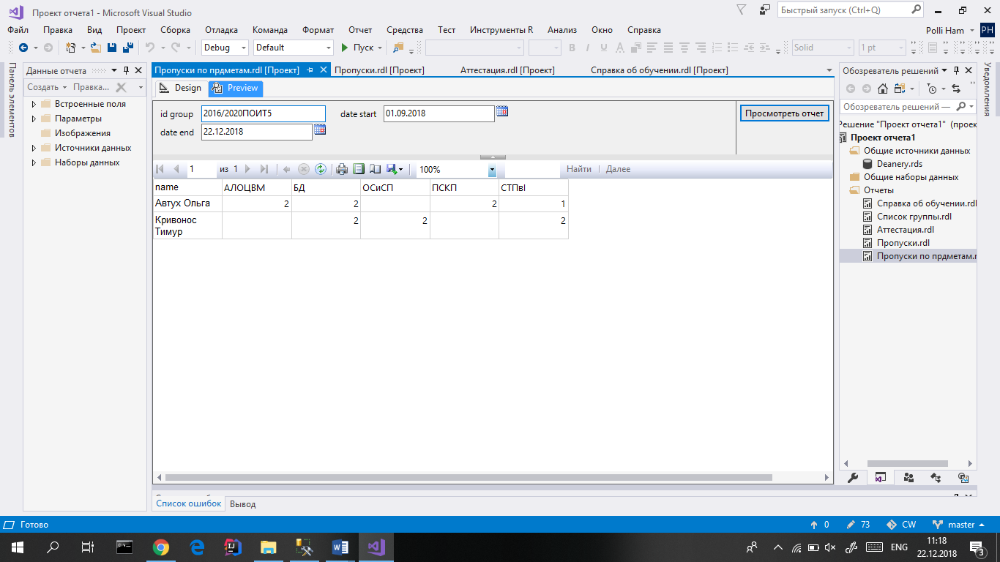 Проект отчета1 - Microsoft Visual Studio
Быстрый запуск (Ctrl+Q)
Файл Правка Вид Проект Сборка Отладка Команда Формат Отчет Средства Тест Инструменты R Анализ Окно Справка
Polli Ham PH
Debug Default Пуск Solid 1 pt
Панель элементов
Данные отчета
Создать Правка...
Встроенные поля
Параметры
Изображения
Источники данных
Наборы данных
Пропуски по прдметам.rdl [Проект] Пропуски.rdl [Проект] Аттестация.rdl [Проект] Справка об обучении.rdl [Проект]
Design Preview
id group 2016/2020ПОИТ5 date start 01.09.2018 Просмотреть отчет
date end 22.12.2018
1 из 1 100% Найти Далее
name АЛОЦВМ БД ОСиСП ПСКП СТПвI
Автух Ольга 2 2 2 1
Кривонос
Тимур 2 2 2
Список ошибок Вывод
Обозреватель решений
Обозреватель решений —
Решение "Проект отчета1" (проек
Проект отчета1
Общие источники данных
Deanery.rds
Общие наборы данных
Отчеты
Справка об обучении.rdl
Список группы.rdl
Аттестация.rdl
Пропуски.rdl
Пропуски по прдметам.r
Уведомления
Готово 0 73 CW master
ENG 11:18
22.12.2018 3